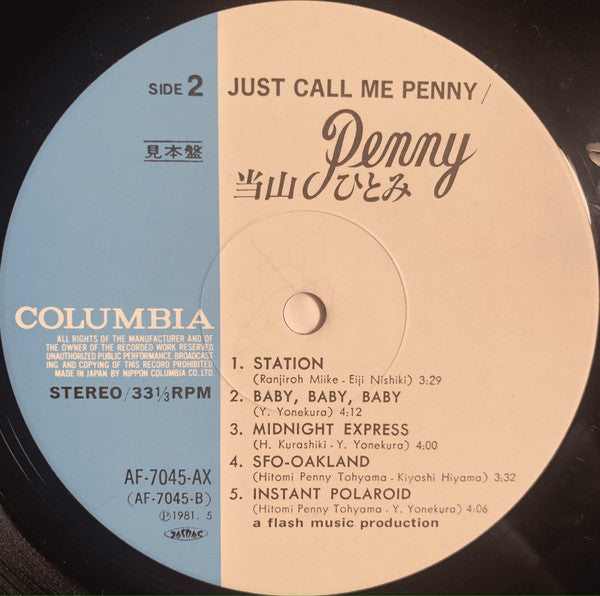 SIDE 2
JUST CALL ME PENNY/
Penny
当山ひとみ
見本盤
COLUMBIA
ALL RIGHTS OF THE MANUFACTURER AND OF
THE OWNER OF THE RECORDED WORK RESERVED
UNAUTHORIZED PUBLIC PERFORMANCE BROADCAST
ING AND COPYING OF THIS RECORD PROHIBITED
MADE IN JAPAN BY NIPPON COLUMBIA CO. LTD
STEREO/33⅓RPM
AF-7045-AX
(AF-7045-B)
Ⓟ1981. 5
JASRAC
1. STATION
(Ranjiroh Miike - Eiji Nishiki) 3:29
2. BABY, BABY, BABY
(Y. Yonekura) 4:12
3. MIDNIGHT EXPRESS
(H. Kurashiki - Y. Yonekura) 4:00
4. SFO-OAKLAND
(Hitomi Penny Tohyama - Kiyoshi Hiyama) 3:32
5. INSTANT POLAROID
(Hitomi Penny Tohyama - Y. Yonekura) 4:06
a flash music production